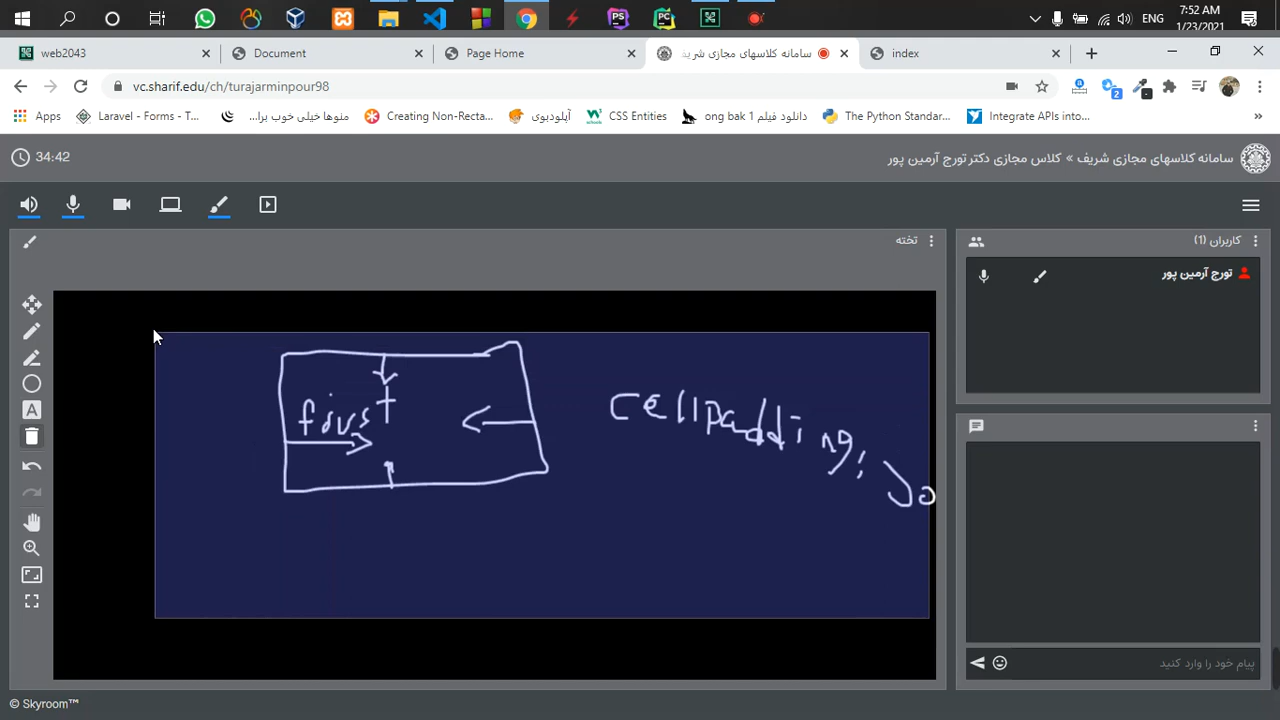 7:52 AM
ENG
1/23/2021
web2043
Document
Page Home
سامانه کلاسهای مجازی شریف
index
vc.sharif.edu/ch/turajarminpour98
2
Apps
Laravel - Forms - T...
منوها خیلی خوب یرا...
Creating Non-Recta...
آپلودبوی
CSS Entities
دانلود فیلم ong bak 1
The Python Standar...
Integrate APIs into...
»
34:42
سامانه کلاسهای مجازی شریف » کلاس مجازی دکتر تورج آرمین پور
تخته
کاربران (1)
تورج آرمین پور
first
cellpadding:
پیام خود را وارد کنید
© Skyroom™